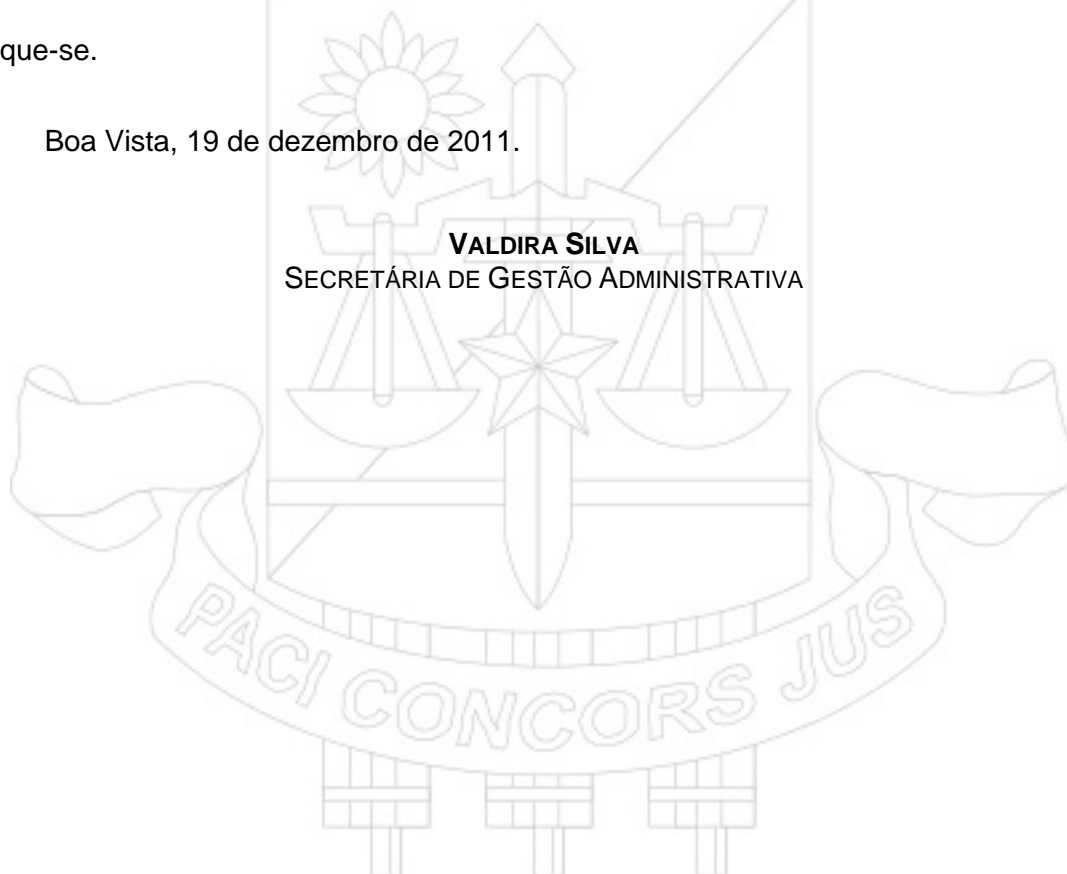 que-se.
Boa Vista, 19 de dezembro de 2011.
VALDIRA SILVA
SECRETÁRIA DE GESTÃO ADMINISTRATIVA
PACI CONCORS JUS